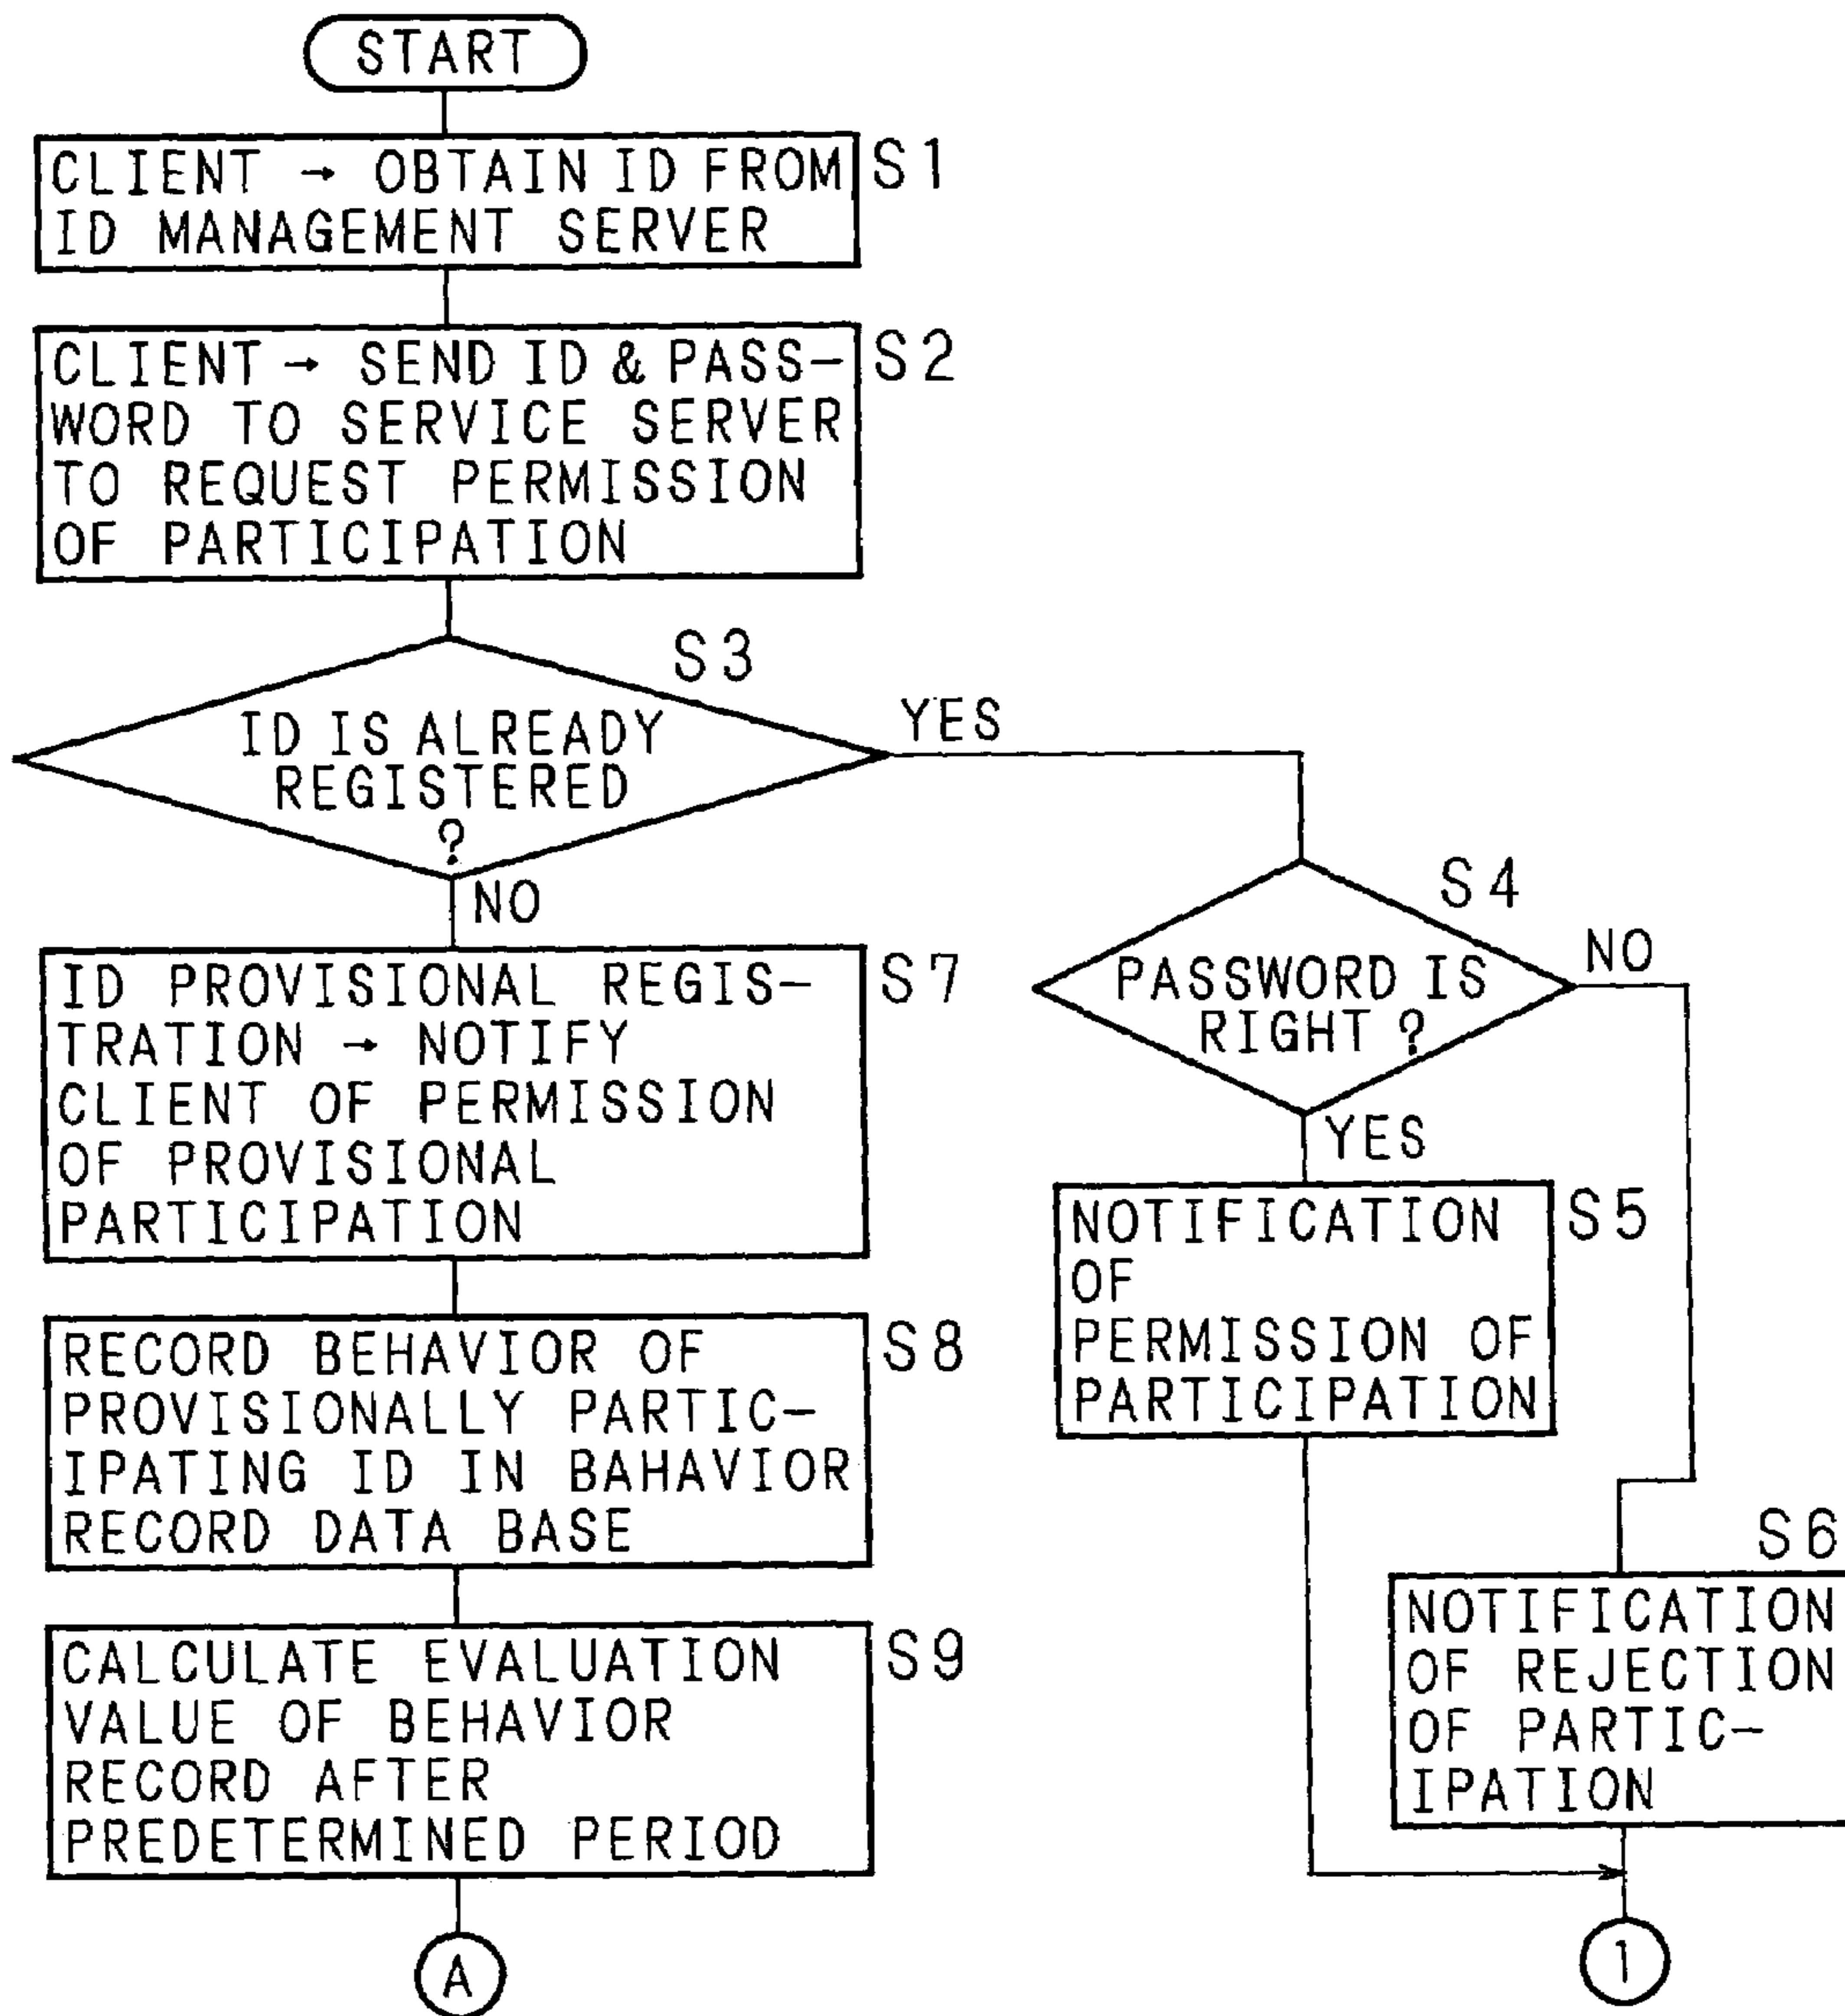 START
CLIENT → OBTAIN ID FROM
ID MANAGEMENT SERVER
S1
CLIENT → SEND ID & PASS-
WORD TO SERVICE SERVER
TO REQUEST PERMISSION
OF PARTICIPATION
S2
S3
ID IS ALREADY
REGISTERED
?
YES
NO
S4
PASSWORD IS
RIGHT ?
NO
YES
ID PROVISIONAL REGIS-
TRATION → NOTIFY
CLIENT OF PERMISSION
OF PROVISIONAL
PARTICIPATION
S7
NOTIFICATION
OF
PERMISSION OF
PARTICIPATION
S5
RECORD BEHAVIOR OF
PROVISIONALLY PARTIC-
IPATING ID IN BAHAVIOR
RECORD DATA BASE
S8
S6
NOTIFICATION
OF REJECTION
OF PARTIC-
IPATION
CALCULATE EVALUATION
VALUE OF BEHAVIOR
RECORD AFTER
PREDETERMINED PERIOD
S9
A
1